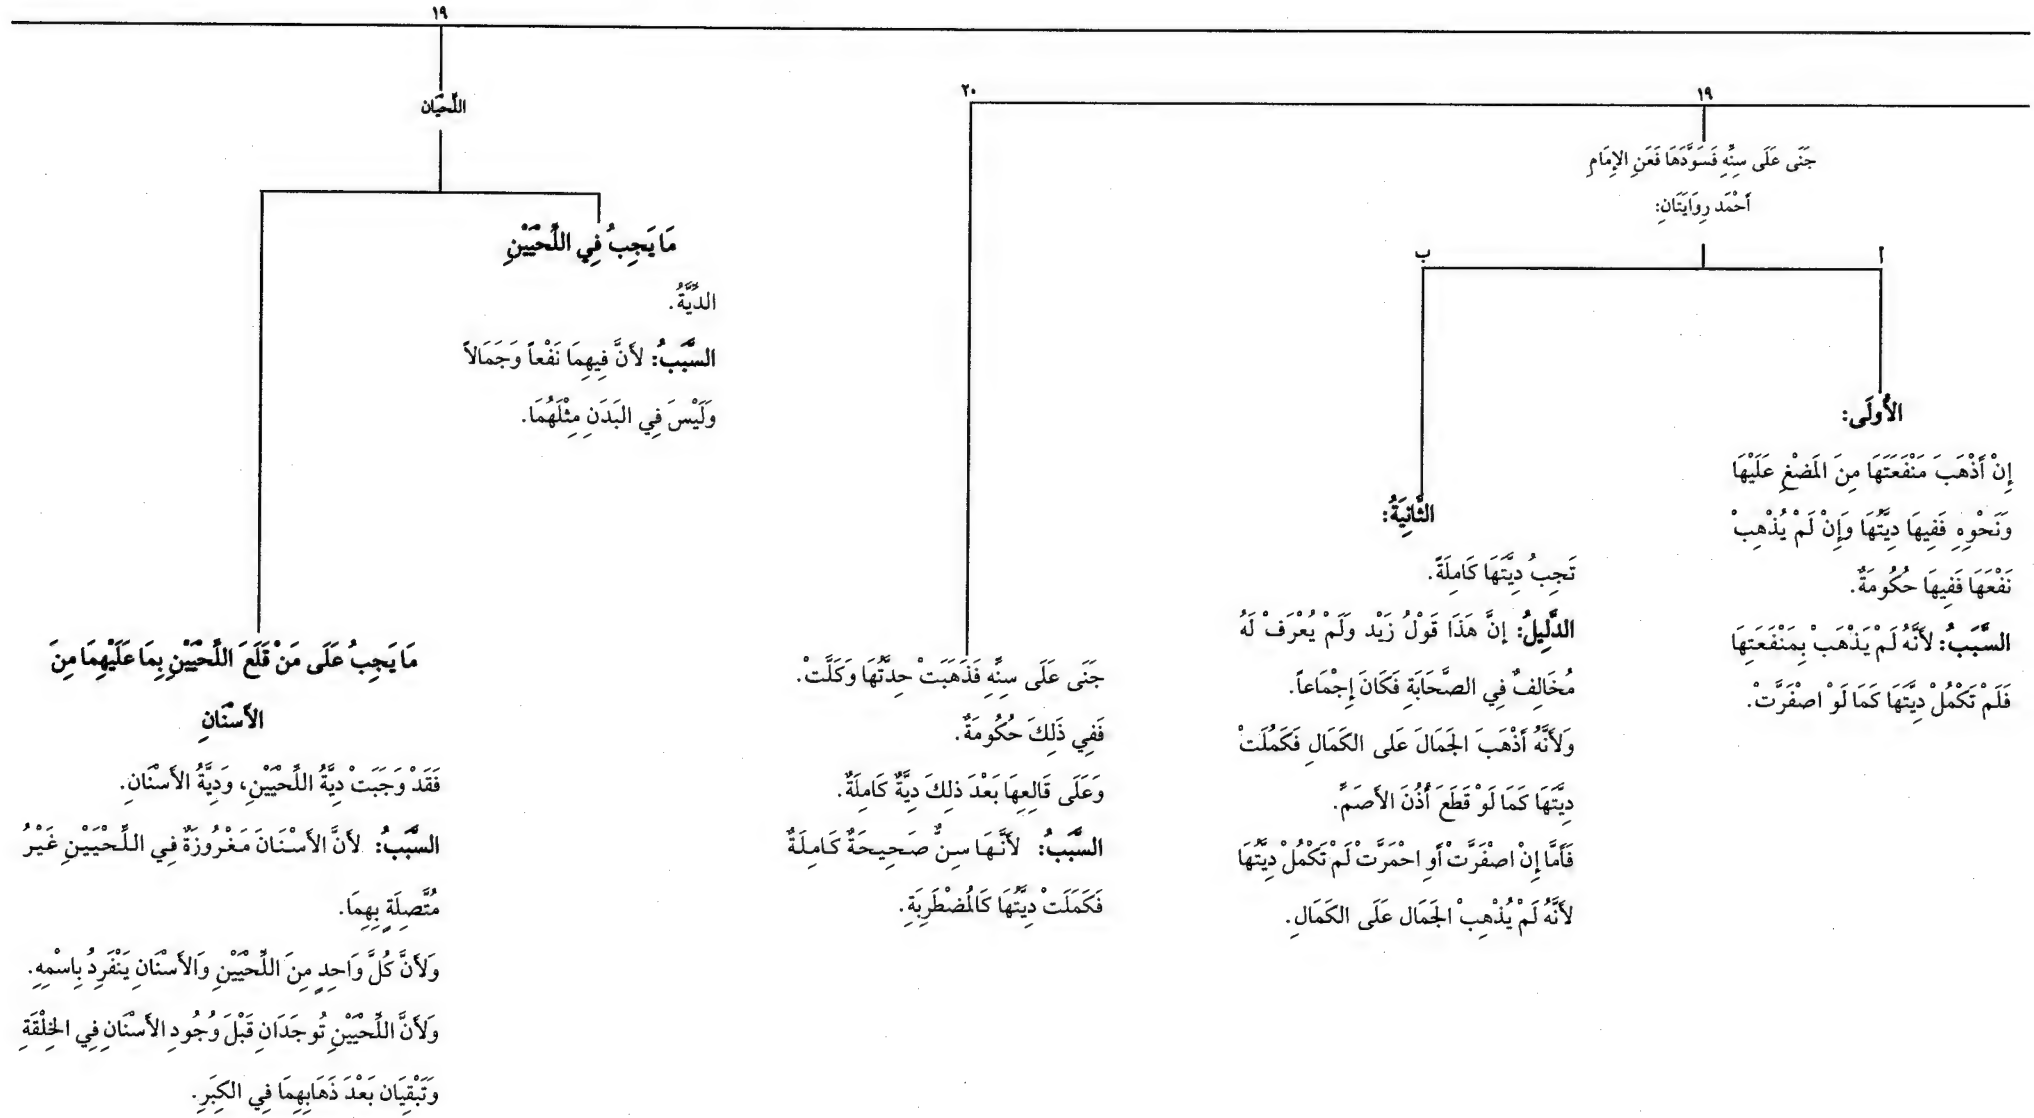 ١٩
اللَّحيَان
١٩
٢٠
جَنَى عَلَى سِنِّهِ فَسَوَّدَهَا فَعَنِ الإِمَامِ
أَحْمَد رِوَايَتَانِ:
أ
ب
الأُولَى:
إِنْ أَذْهَبَ مَنْفَعَتَهَا مِنَ المَضْغِ عَلَيْهَا
وَنَحْوِهِ فَفِيهَا دِيَّتُهَا وَإِنْ لَمْ يُذْهِبْ
نَفْعَهَا فَفِيهَا حُكُومَةٌ.
السَّبَبُ: لأَنَّهُ لَمْ يَذْهَبْ بِمَنْفَعَتِهَا
فَلَمْ تَكْمُلْ دِيَّتُهَا كَمَا لَوْ اصْفَرَّتْ.
الثَّانِيَةُ:
تَجِبُ دِيَّتَهَا كَامِلَةً.
الدَّلِيلُ: إِنَّ هَذَا قَوْلُ زَيْد وَلَمْ يُعْرَفْ لَهُ
مُخَالِفٌ فِي الصَّحَابَةِ فَكَانَ إِجْمَاعاً.
وَلأَنَّهُ أَذْهَبَ الجَمَالَ عَلى الكَمَالِ فَكَمُلَتْ
دِيَّتَهَا كَمَا لَوْ قَطَعَ أُذُنَ الأَصَمِّ.
فَأَمَّا إِنْ اصْفَرَّتْ أَوِ احْمَرَّتْ لَمْ تَكْمُلْ دِيَّتُهَا
لأَنَّهُ لَمْ يُذْهِبْ الجَمَال عَلَى الكَمَالِ.
جَنَى عَلَى سِنِّهِ فَذَهَبَتْ حِدَّتُهَا وَكَلَّتْ.
فَفِي ذَلِكَ حُكُومَةٌ.
وَعَلَى قَالِعِهَا بَعْدَ ذلِكَ دِيَّةٌ كَامِلَةٌ.
السَّبَبُ: لأَنَّهَا سِنٌّ صَحِيحَةٌ كَامِلَةٌ
فَكَمَلَتْ دِيَّتُهَا كَالمُضْطَرِبَةِ.
مَا يَجِبُ فِي اللَّحْيَيْنِ
الدِّيَّةُ.
السَّبَبُ: لأَنَّ فِيهِمَا نَفْعاً وَجَمَالاً
وَلَيْسَ فِي البَدَنِ مِثْلَهُمَا.
مَا يَجِبُ عَلَى مَنْ قَلَعَ اللَّحْيَيْنِ بِمَا عَلَيْهِمَا مِنَ
الأَسْنَانِ
فَقَدْ وَجَبَتْ دِيَّةُ اللَّحْيَيْنِ، وَدِيَّةُ الأَسْنَانِ.
السَّبَبُ: لأَنَّ الأَسْنَانَ مَغْرُوزَةٌ فِي اللَّحْيَيْنِ غَيْرُ
مُتَّصِلَةٍ بِهِمَا.
وَلأَنَّ كُلَّ وَاحِدٍ مِنَ اللَّحْيَيْنِ وَالأَسْنَانِ يَنْفَرِدُ بِاسْمِهِ.
وَلأَنَّ اللَّحْيَيْنِ تُوجَدَانِ قَبْلَ وُجُودِ الأَسْنَانِ فِي الخِلْقَةِ
وَتَبْقِيَان بَعْدَ ذَهَابِهِمَا فِي الكِبَرِ.